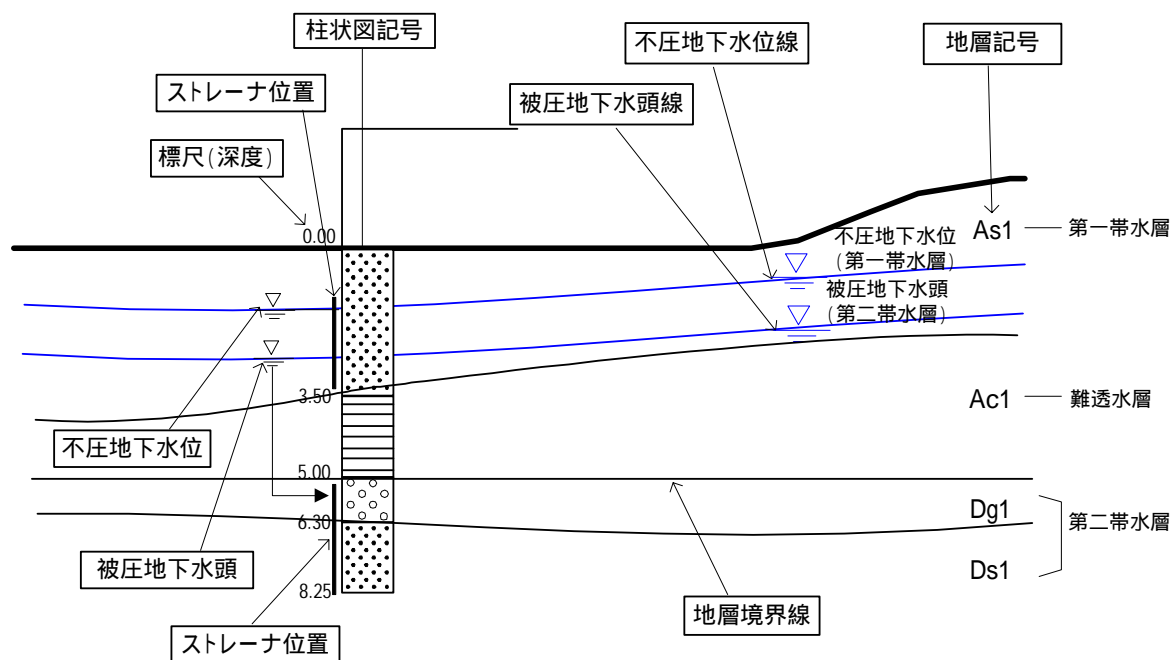 柱状図記号
不圧地下水位線
地層記号
ストレーナ位置
被圧地下水頭線
標尺(深度)
0.00
As1
第一帯水層
不圧地下水位
(第一帯水層)
被圧地下水頭
(第二帯水層)
3.50
Ac1
難透水層
不圧地下水位
5.00
Dg1
6.30
第二帯水層
被圧地下水頭
Ds1
8.25
地層境界線
ストレーナ位置